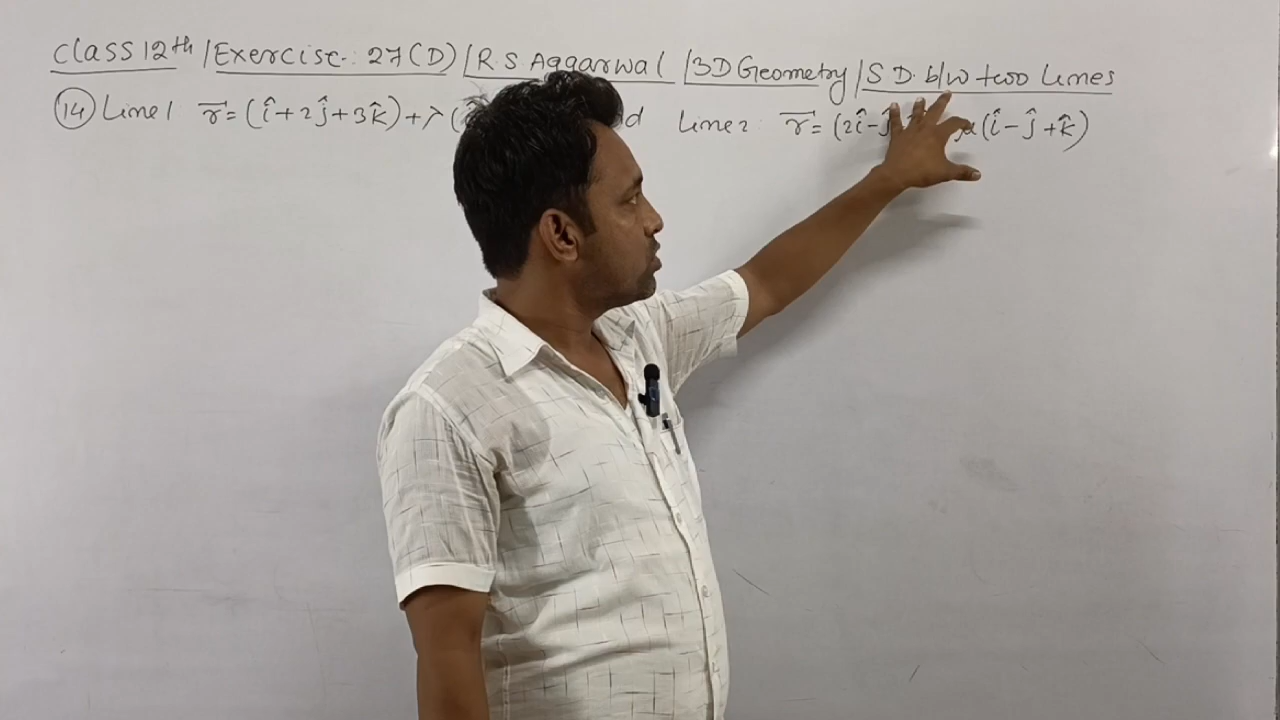 Class 12th / Exercise: 27(D) / R.S Aggarwal / 3D Geometry / S D. b/w two Lines
(14) Line 1 r⃗ = (î+2ĵ+3k̂)+λ( d Line 2: r⃗ = (2î-ĵ μ(î-ĵ+k̂)